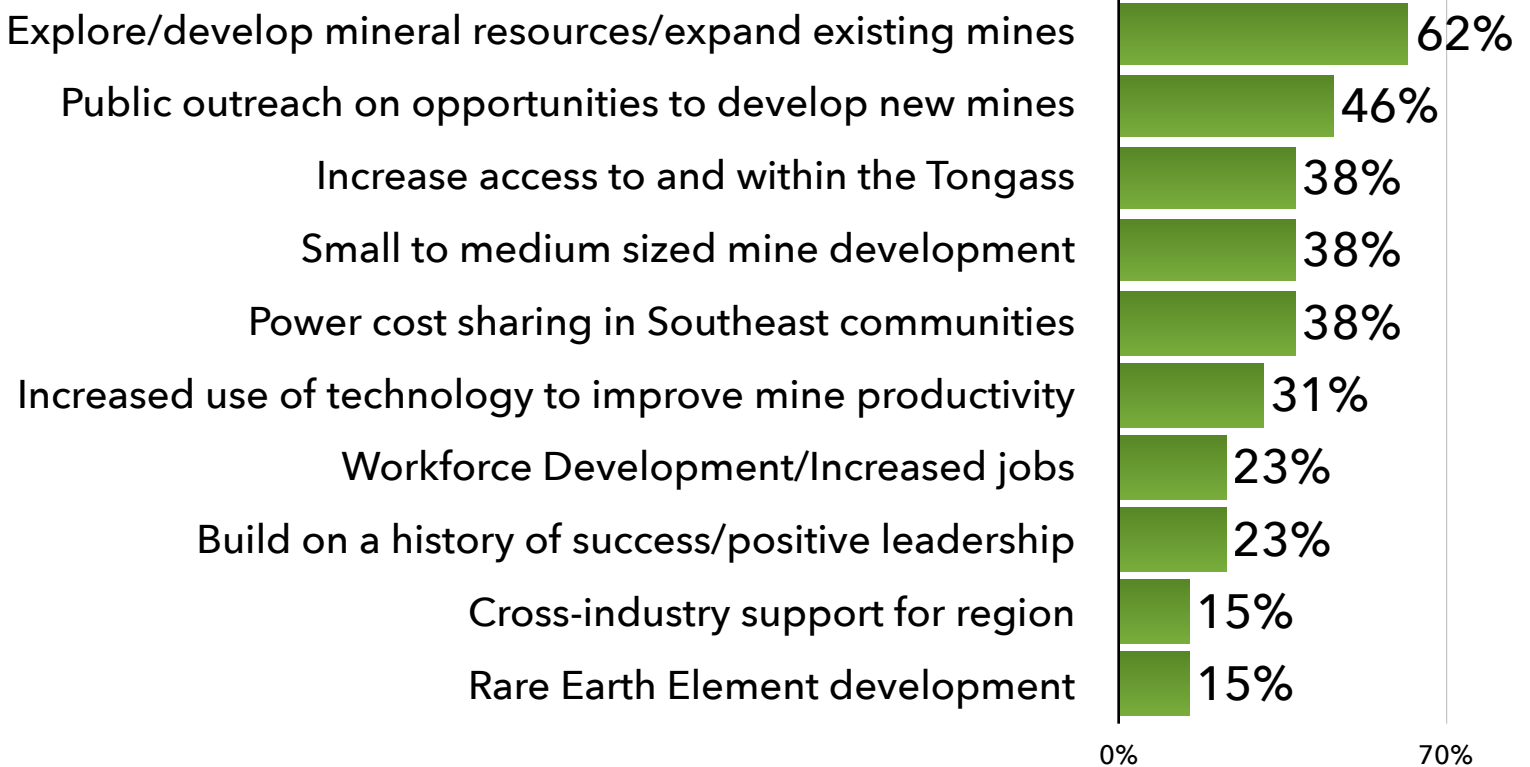 Explore/develop mineral resources/expand existing mines 62%
Public outreach on opportunities to develop new mines 46%
Increase access to and within the Tongass 38%
Small to medium sized mine development 38%
Power cost sharing in Southeast communities 38%
Increased use of technology to improve mine productivity 31%
Workforce Development/Increased jobs 23%
Build on a history of success/positive leadership 23%
Cross-industry support for region 15%
Rare Earth Element development 15%
0% 70%